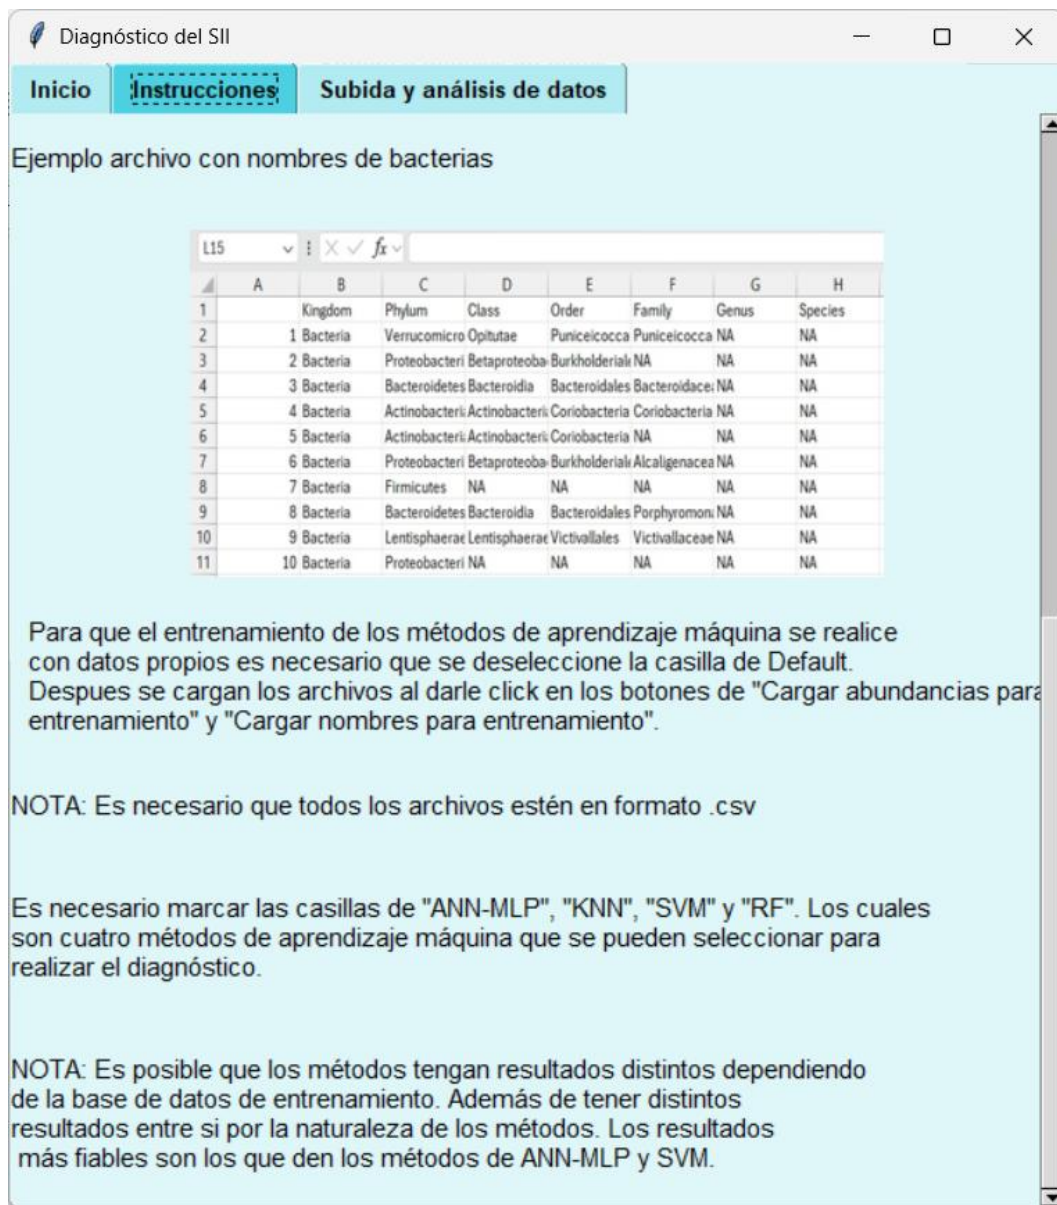 Diagnóstico del SII
Inicio Instrucciones Subida y análisis de datos
Ejemplo archivo con nombres de bacterias
L15 fx
A B C D E F G H
1 Kingdom Phylum Class Order Family Genus Species
2 1 Bacteria Verrucomicro Opitutae Puniceicocca Puniceicocca NA NA
3 2 Bacteria Proteobacteri Betaproteoba Burkholderiale NA NA NA
4 3 Bacteria Bacteroidetes Bacteroidia Bacteroidales Bacteroidacea NA NA
5 4 Bacteria Actinobacteri Actinobacteri Coriobacteria Coriobacteria NA NA
6 5 Bacteria Actinobacteri Actinobacteri Coriobacteria NA NA NA
7 6 Bacteria Proteobacteri Betaproteoba Burkholderiale Alcaligenacea NA NA
8 7 Bacteria Firmicutes NA NA NA NA NA
9 8 Bacteria Bacteroidetes Bacteroidia Bacteroidales Porphyromona NA NA
10 9 Bacteria Lentisphaerae Lentisphaerae Victivallales Victivallaceae NA NA
11 10 Bacteria Proteobacteri NA NA NA NA NA
Para que el entrenamiento de los métodos de aprendizaje máquina se realice
con datos propios es necesario que se deseleccione la casilla de Default.
Despues se cargan los archivos al darle click en los botones de "Cargar abundancias para
entrenamiento" y "Cargar nombres para entrenamiento".
NOTA: Es necesario que todos los archivos estén en formato .csv
Es necesario marcar las casillas de "ANN-MLP", "KNN", "SVM" y "RF". Los cuales
son cuatro métodos de aprendizaje máquina que se pueden seleccionar para
realizar el diagnóstico.
NOTA: Es posible que los métodos tengan resultados distintos dependiendo
de la base de datos de entrenamiento. Además de tener distintos
resultados entre si por la naturaleza de los métodos. Los resultados
más fiables son los que den los métodos de ANN-MLP y SVM.